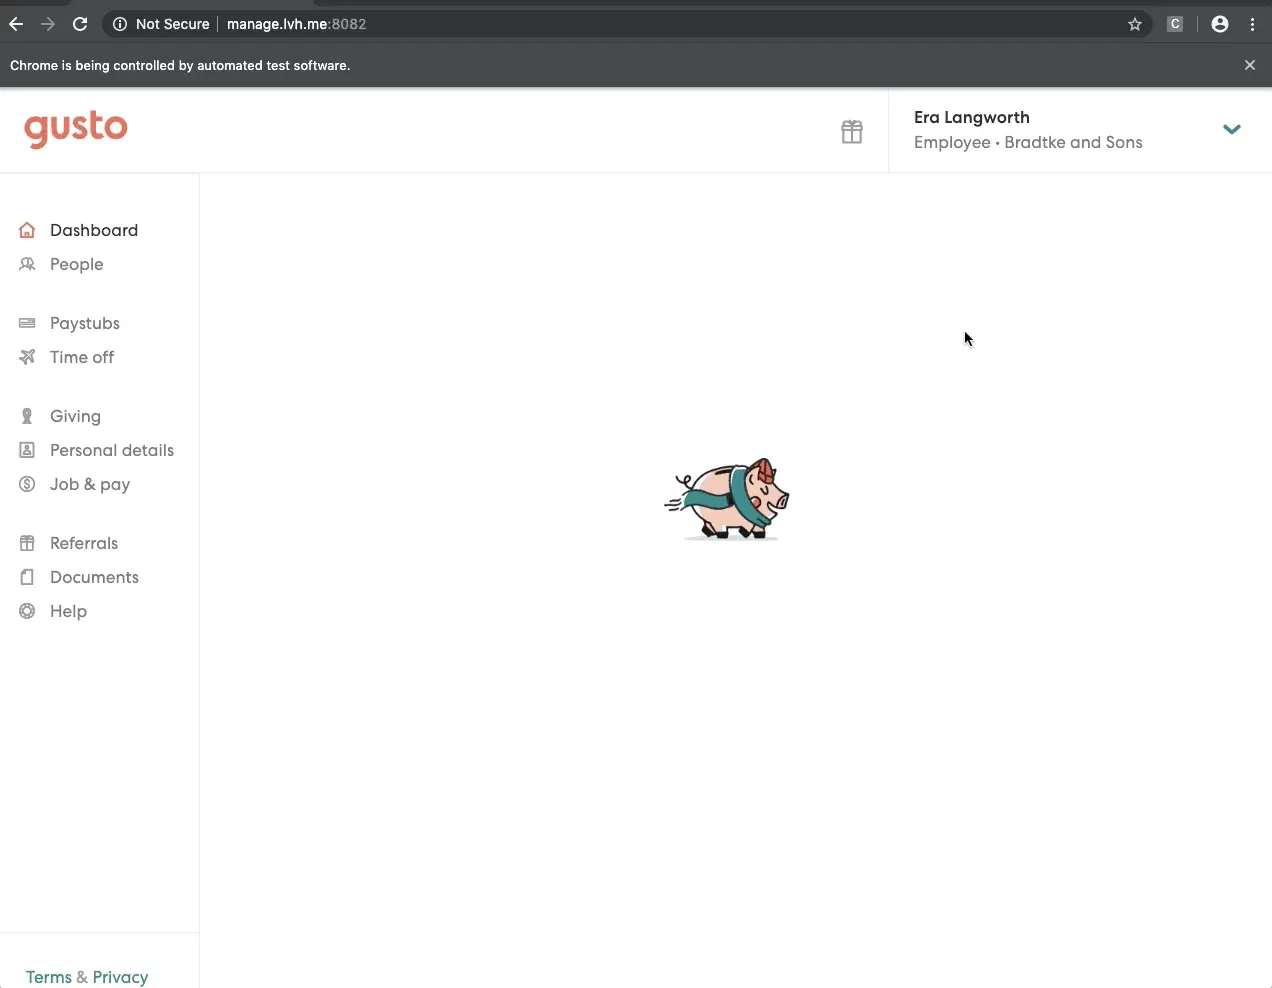 Not Secure
manage.lvh.me:8082
C
Chrome is being controlled by automated test software.
gusto
Era Langworth
Employee • Bradtke and Sons
Dashboard
People
Paystubs
Time off
Giving
Personal details
Job & pay
Referrals
Documents
Help
Terms & Privacy